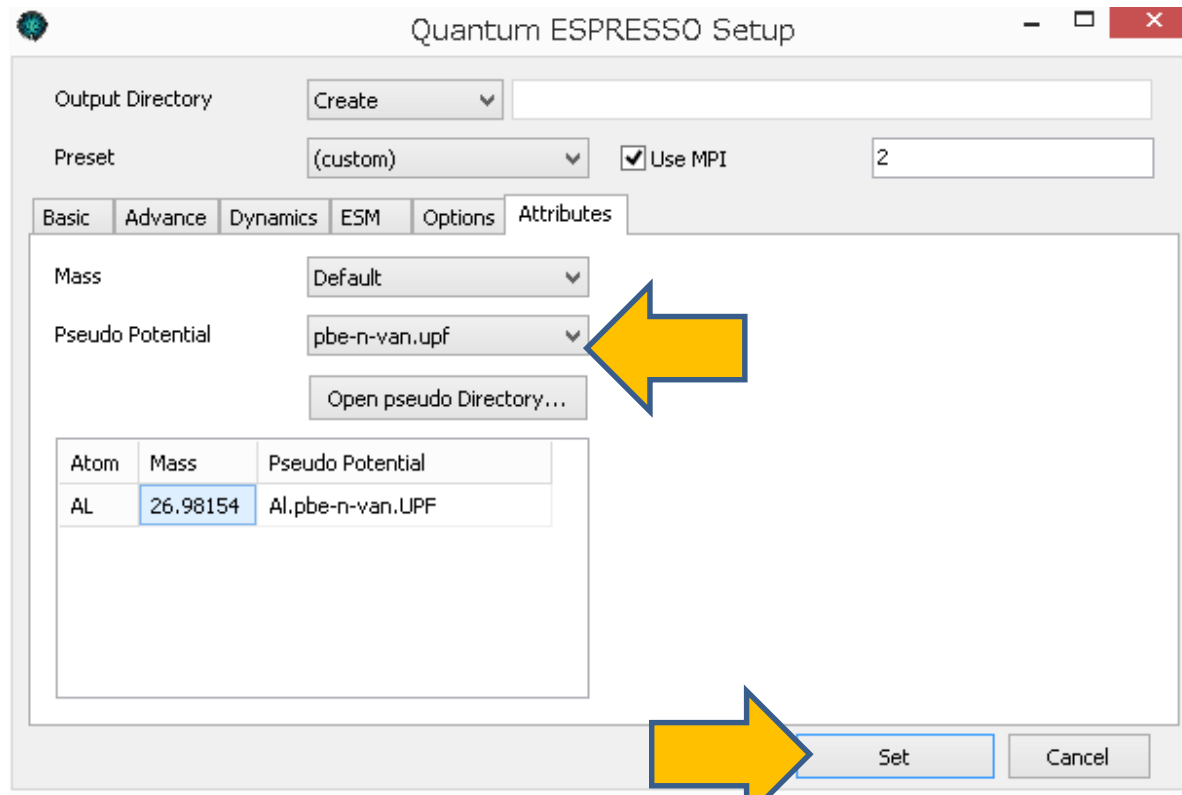 Quantum ESPRESSO Setup
Output Directory Create
Preset (custom) Use MPI 2
Basic Advance Dynamics ESM Options Attributes
Mass Default
Pseudo Potential pbe-n-van.upf
Open pseudo Directory...
Atom Mass Pseudo Potential
AL 26.98154 Al.pbe-n-van.UPF
Set Cancel